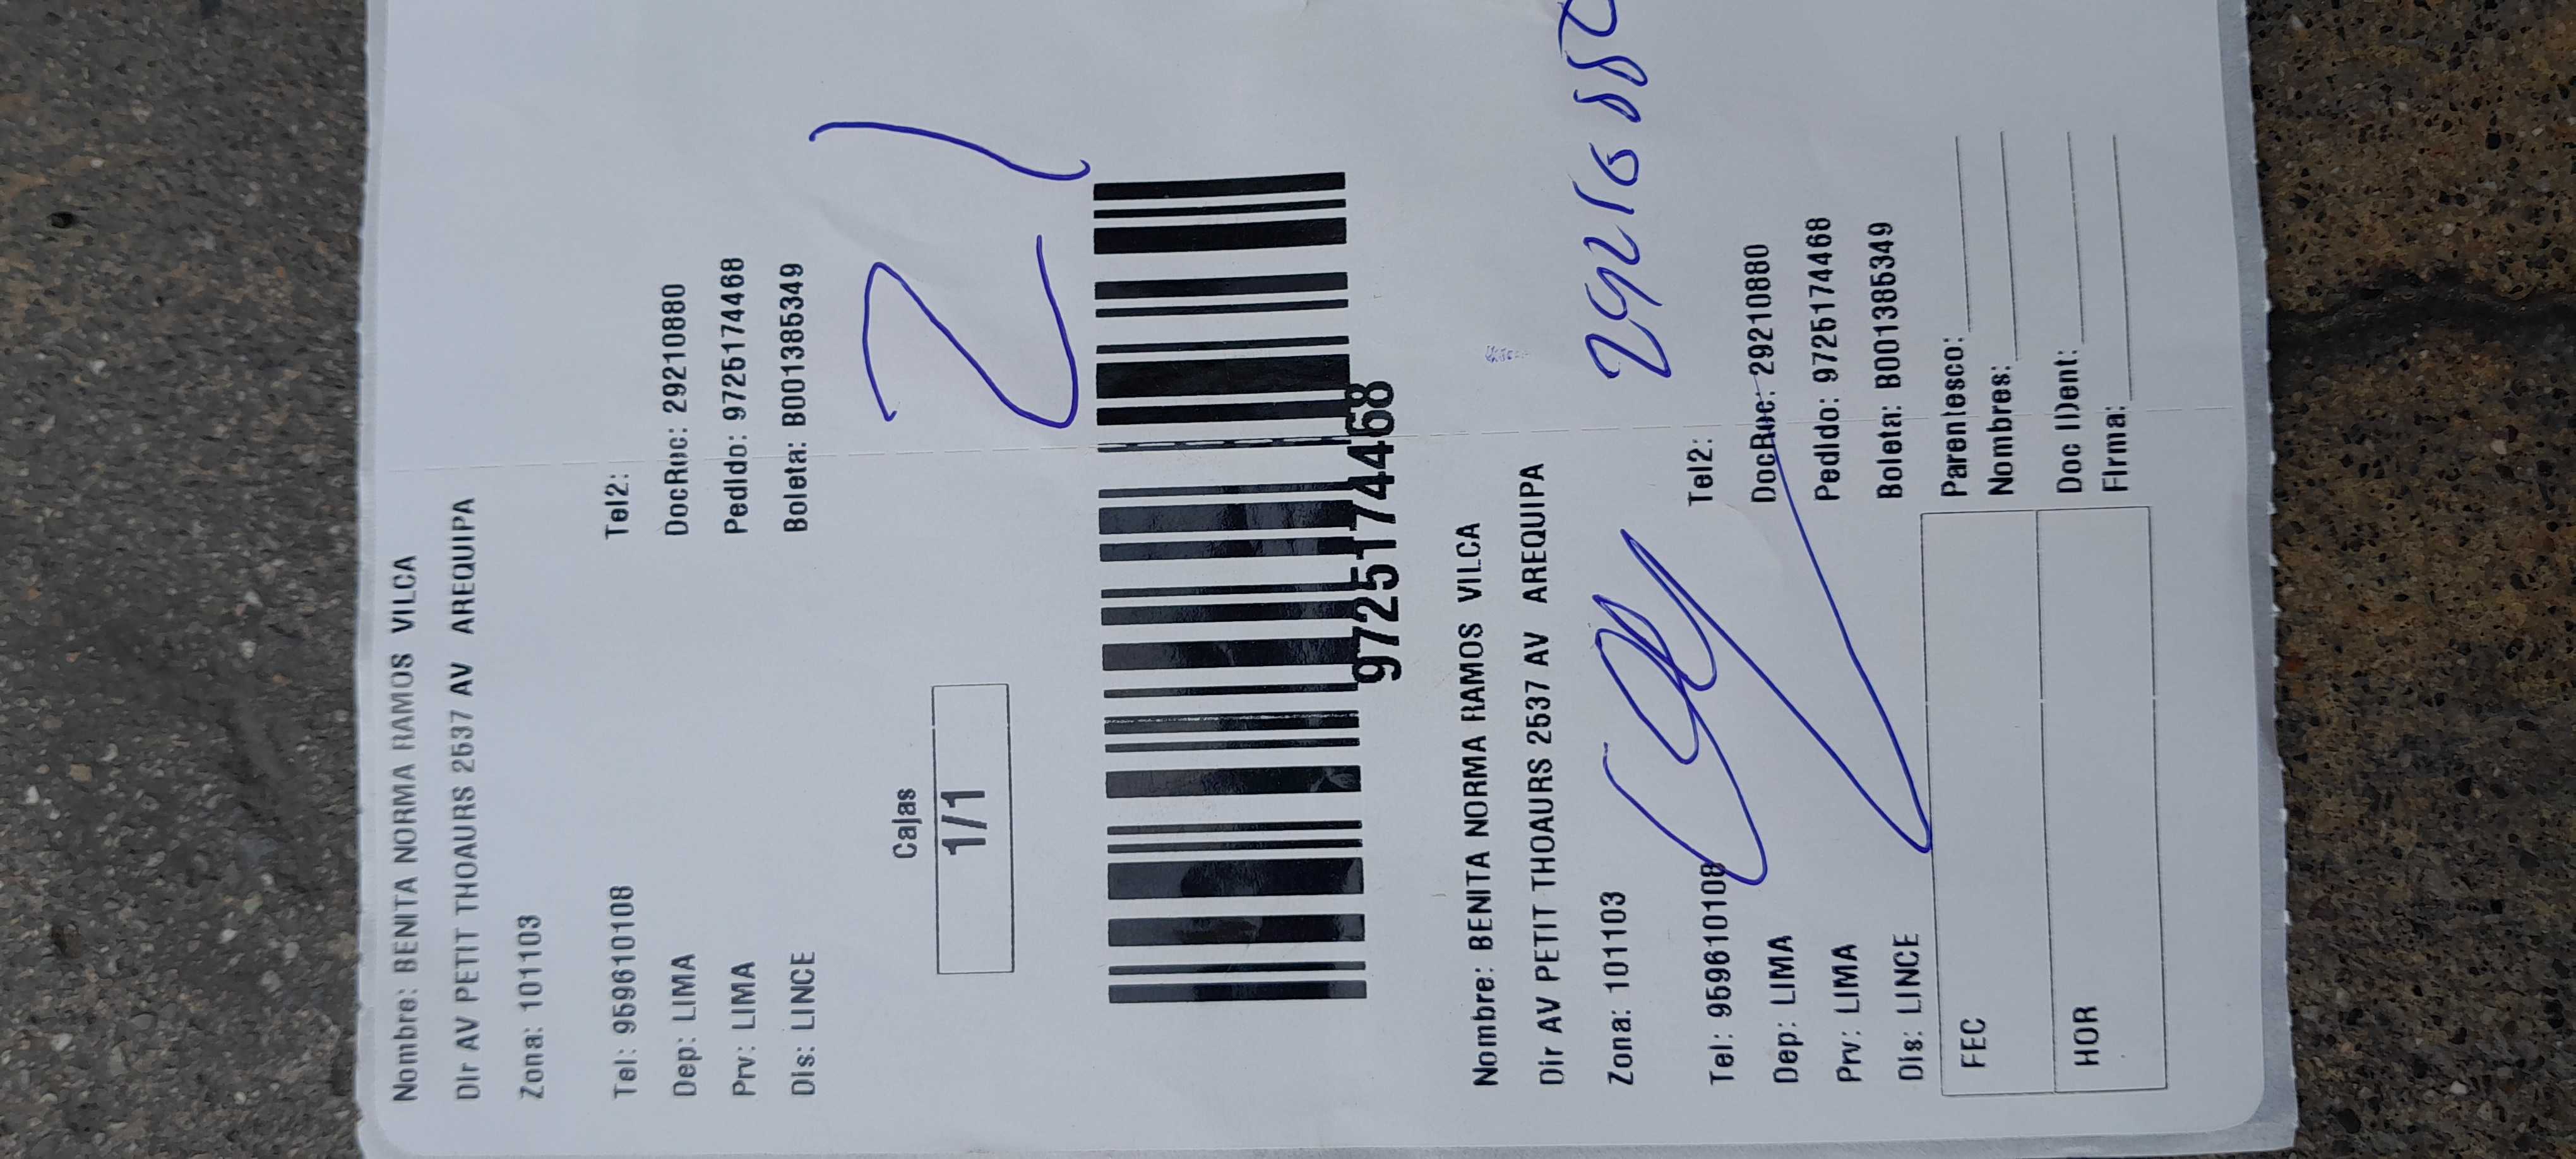 Nombre: BENITA NORMA RAMOS VILCA
Dir AV PETIT THOAURS 2537 AV AREQUIPA
Zona: 101103
Tel: 959610108 Tel2:
Dep: LIMA DocRuc: 29210880
Prv: LIMA Pedido: 9725174468
Dis: LINCE Boleta: B001385349
Cajas
1/1
21
9725174468
Nombre: BENITA NORMA RAMOS VILCA
Dir AV PETIT THOAURS 2537 AV AREQUIPA
Zona: 101103
Tel: 959610108 Tel2:
Dep: LIMA DocRuc: 29210880
Prv: LIMA Pedido: 9725174468
Dis: LINCE Boleta: B001385349
FEC
HOR
Parentesco:
Nombres:
Doc IDent:
Firma: